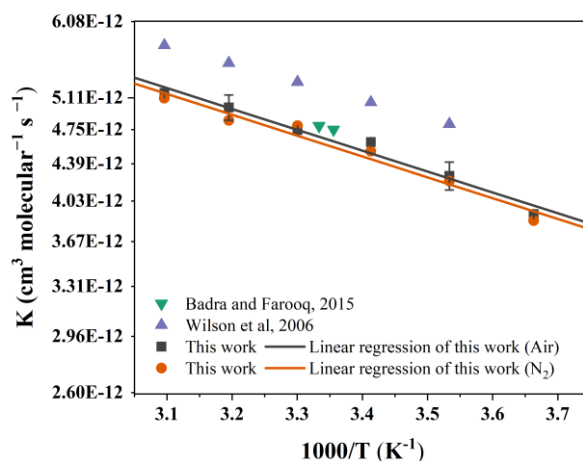 K (cm³ molecular⁻¹ s⁻¹)
6.08E-12
5.11E-12
4.75E-12
4.39E-12
4.03E-12
3.67E-12
3.31E-12
2.96E-12
2.60E-12
Badra and Farooq, 2015
Wilson et al, 2006
This work Linear regression of this work (Air)
This work Linear regression of this work (N₂)
3.1 3.2 3.3 3.4 3.5 3.6 3.7
1000/T (K⁻¹)